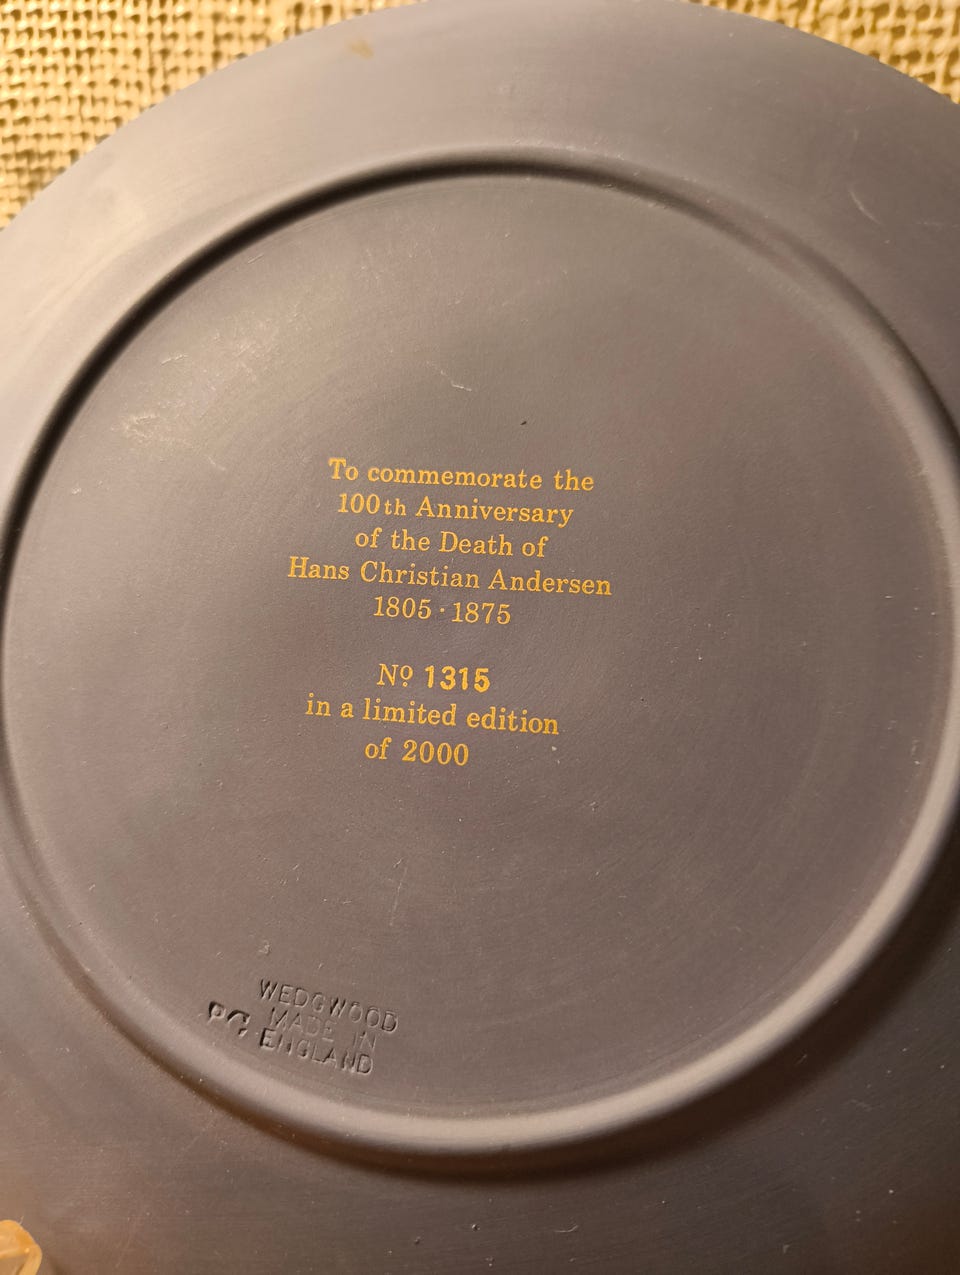 To commemorate the
100th Anniversary
of the Death of
Hans Christian Andersen
1805 · 1875
Nº 1315
in a limited edition
of 2000
WEDGWOOD
MADE IN
ENGLAND